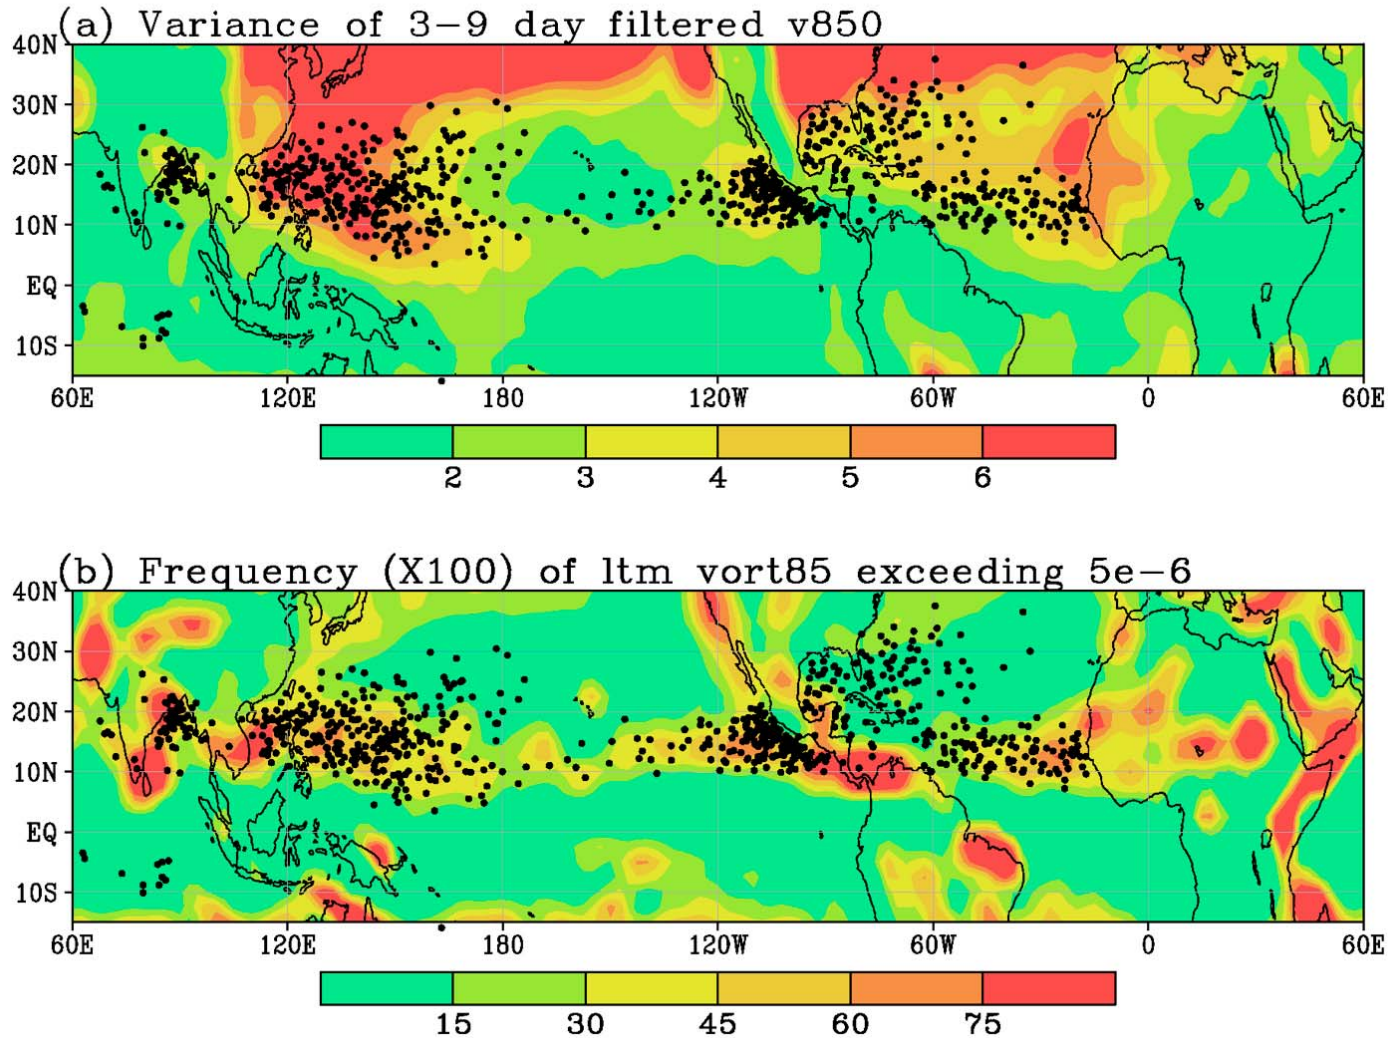 (a) Variance of 3−9 day filtered v850
40N
30N
20N
10N
EQ
10S
60E 120E 180 120W 60W 0 60E
2 3 4 5 6
(b) Frequency (X100) of ltm vort85 exceeding 5e−6
40N
30N
20N
10N
EQ
10S
60E 120E 180 120W 60W 0 60E
15 30 45 60 75